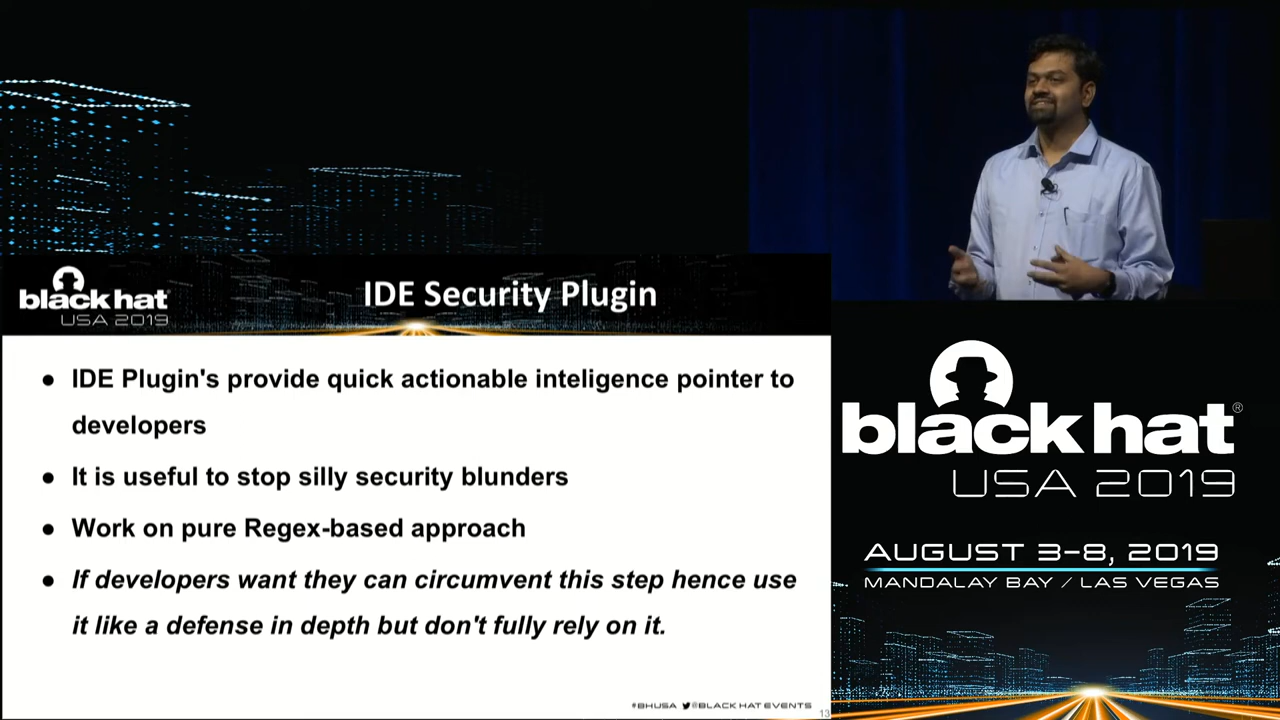 black hat
USA 2019
IDE Security Plugin
● IDE Plugin's provide quick actionable inteligence pointer to
developers
● It is useful to stop silly security blunders
● Work on pure Regex-based approach
● If developers want they can circumvent this step hence use
it like a defense in depth but don't fully rely on it.
#BHUSA @BLACK HAT EVENTS
13
black hat®
USA 2019
AUGUST 3-8, 2019
MANDALAY BAY / LAS VEGAS